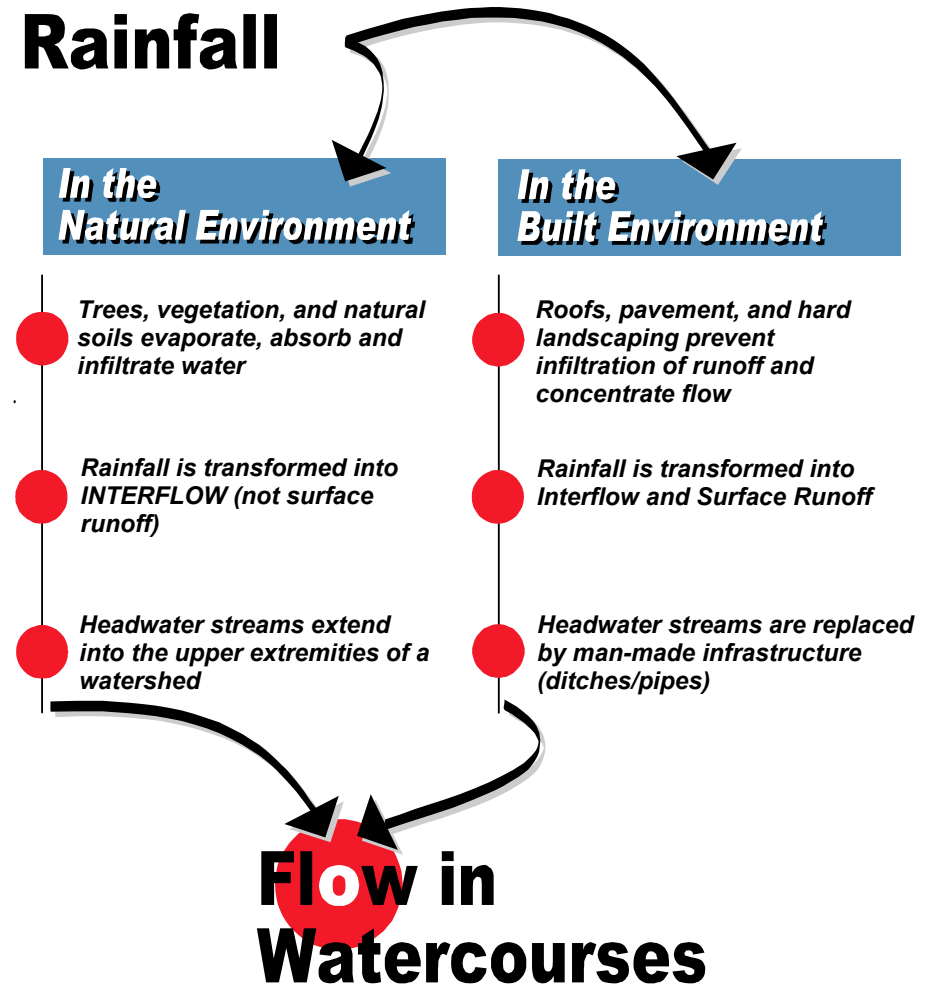 Rainfall
In the
Natural Environment
Trees, vegetation, and natural
soils evaporate, absorb and
infiltrate water
Rainfall is transformed into
INTERFLOW (not surface
runoff)
Headwater streams extend
into the upper extremities of a
watershed
In the
Built Environment
Roofs, pavement, and hard
landscaping prevent
infiltration of runoff and
concentrate flow
Rainfall is transformed into
Interflow and Surface Runoff
Headwater streams are replaced
by man-made infrastructure
(ditches/pipes)
Flow in
Watercourses